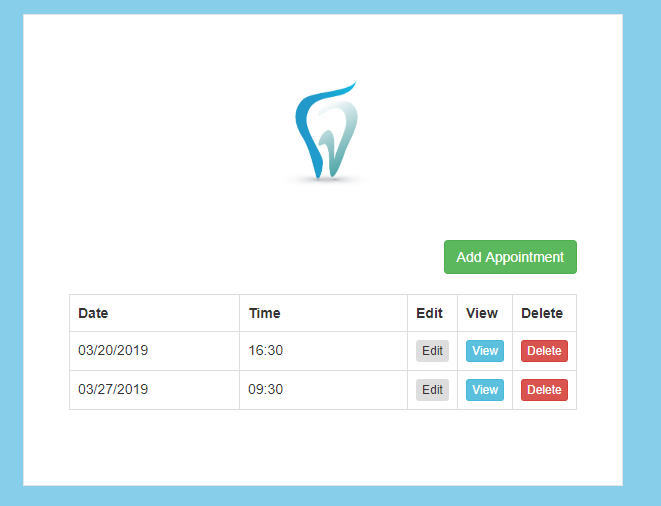 Add Appointment
Date Time Edit View Delete
03/20/2019 16:30 Edit View Delete
03/27/2019 09:30 Edit View Delete